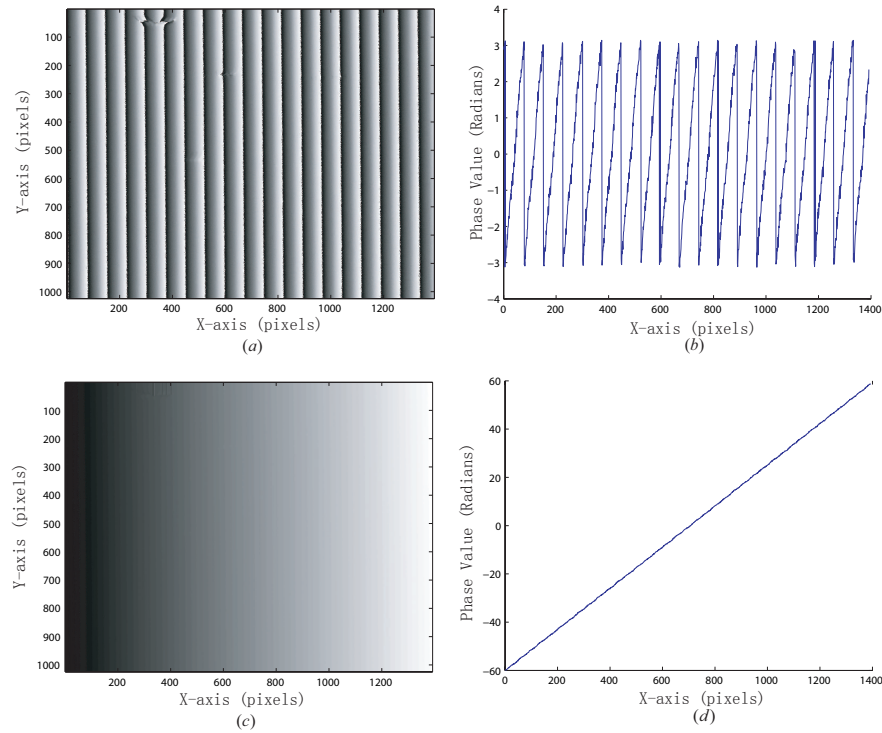 100
200
300
400
500
600
700
800
900
1000
Y-axis (pixels)
200 400 600 800 1000 1200
X-axis (pixels)
(a)
4
3
2
1
0
−1
−2
−3
−4
Phase Value (Radians)
0 200 400 600 800 1000 1200 1400
X-axis (pixels)
(b)
100
200
300
400
500
600
700
800
900
1000
Y-axis (pixels)
200 400 600 800 1000 1200
X-axis (pixels)
(c)
60
40
20
0
−20
−40
−60
Phase Value (Radians)
0 200 400 600 800 1000 1200 1400
X-axis (pixels)
(d)